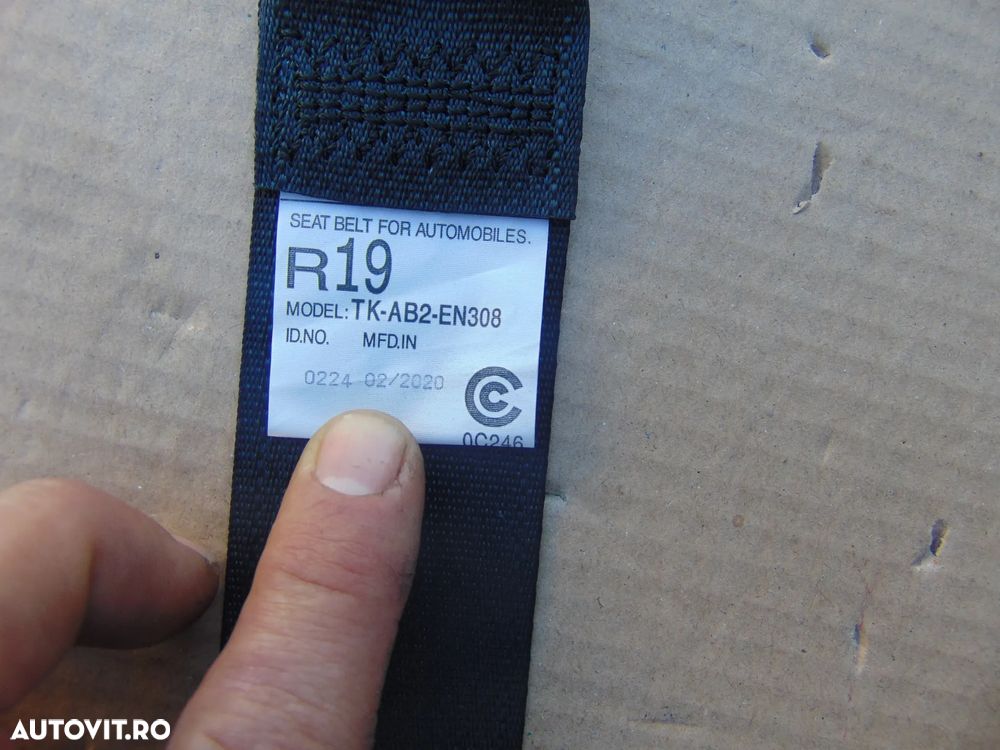 SEAT BELT FOR AUTOMOBILES.
R19
MODEL: TK-AB2-EN308
ID.NO. MFD.IN
0224 02/2020
CC
0C246
AUTOVIT.RO